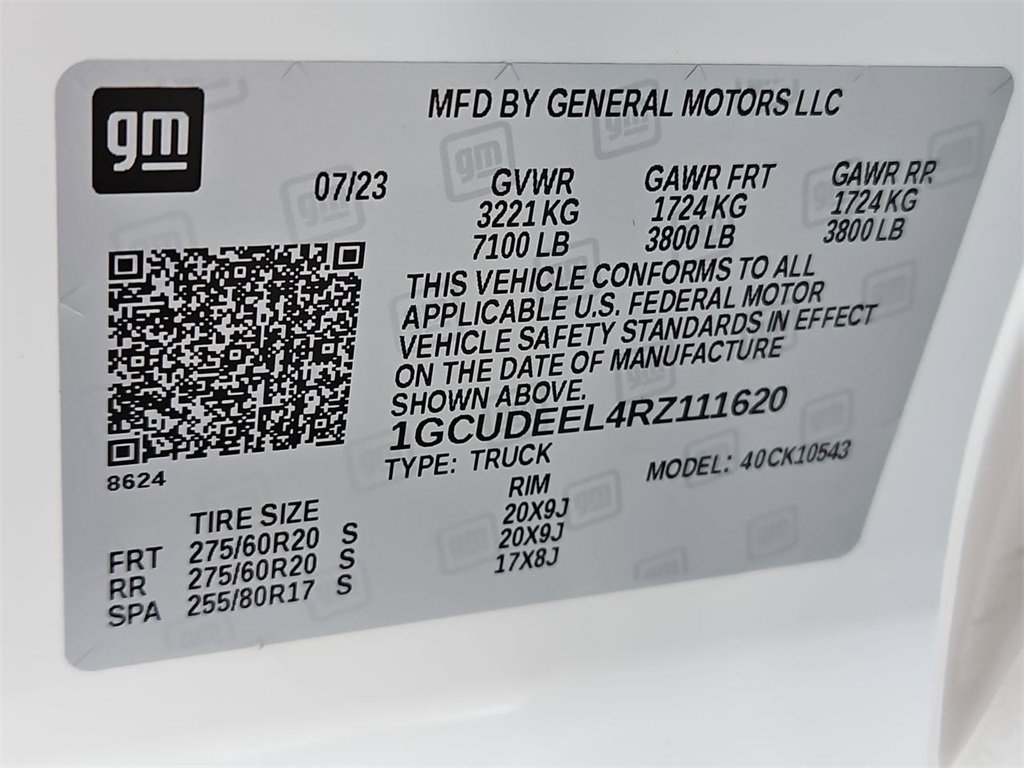 gm
MFD BY GENERAL MOTORS LLC
07/23
GVWR GAWR FRT GAWR RR
3221 KG 1724 KG 1724 KG
7100 LB 3800 LB 3800 LB
THIS VEHICLE CONFORMS TO ALL
APPLICABLE U.S. FEDERAL MOTOR
VEHICLE SAFETY STANDARDS IN EFFECT
ON THE DATE OF MANUFACTURE
SHOWN ABOVE.
1GCUDEEL4RZ111620
TYPE: TRUCK MODEL: 40CK10543
8624
TIRE SIZE RIM
FRT 275/60R20 S 20X9J
RR 275/60R20 S 20X9J
SPA 255/80R17 S 17X8J